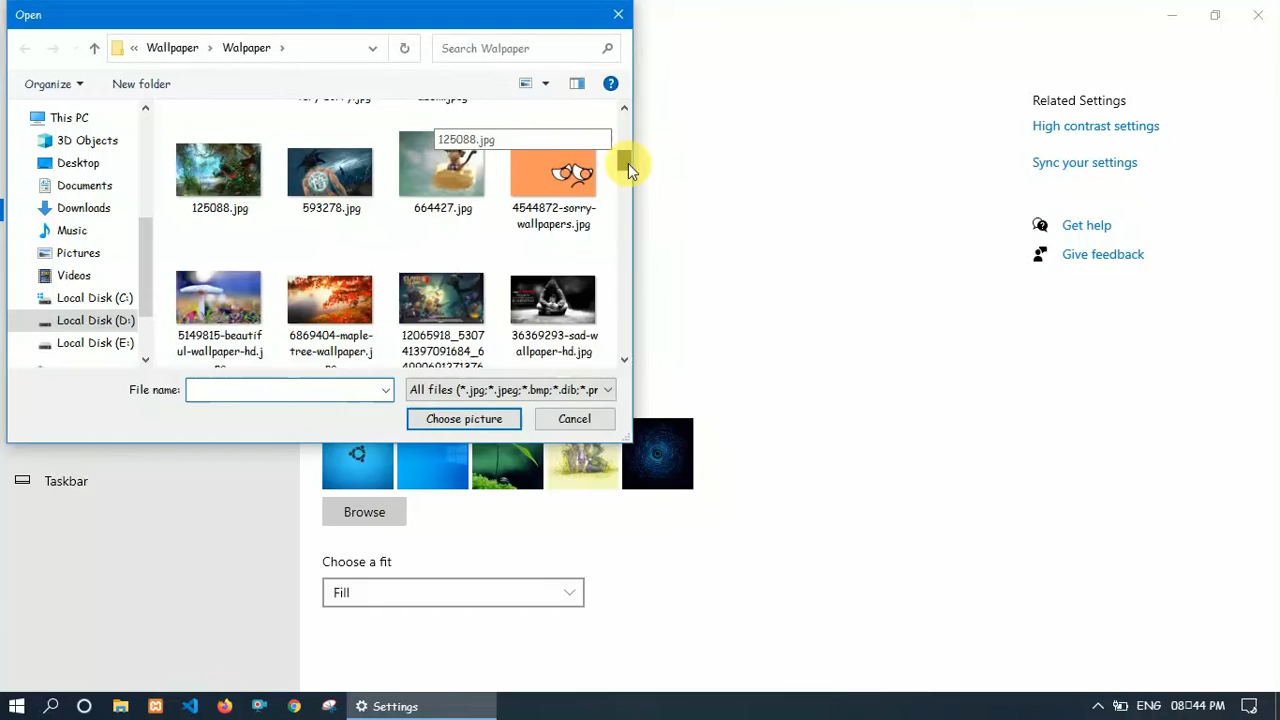 Open
« Wallpaper > Walpaper >
Search Walpaper
Organize
New folder
This PC
3D Objects
Desktop
Documents
Downloads
Music
Pictures
Videos
Local Disk (C:)
Local Disk (D:)
Local Disk (E:)
125088.jpg
125088.jpg
593278.jpg
664427.jpg
4544872-sorry-
wallpapers.jpg
5149815-beautif
ul-wallpaper-hd.j
6869404-maple-
tree-wallpaper.j
12065918_5307
41397091684_6
36369293-sad-w
allpaper-hd.jpg
File name:
All files (*.jpg;*.jpeg;*.bmp;*.dib;*.pr
Choose picture
Cancel
Related Settings
High contrast settings
Sync your settings
Get help
Give feedback
Taskbar
Browse
Choose a fit
Fill
Settings
ENG
08:44 PM